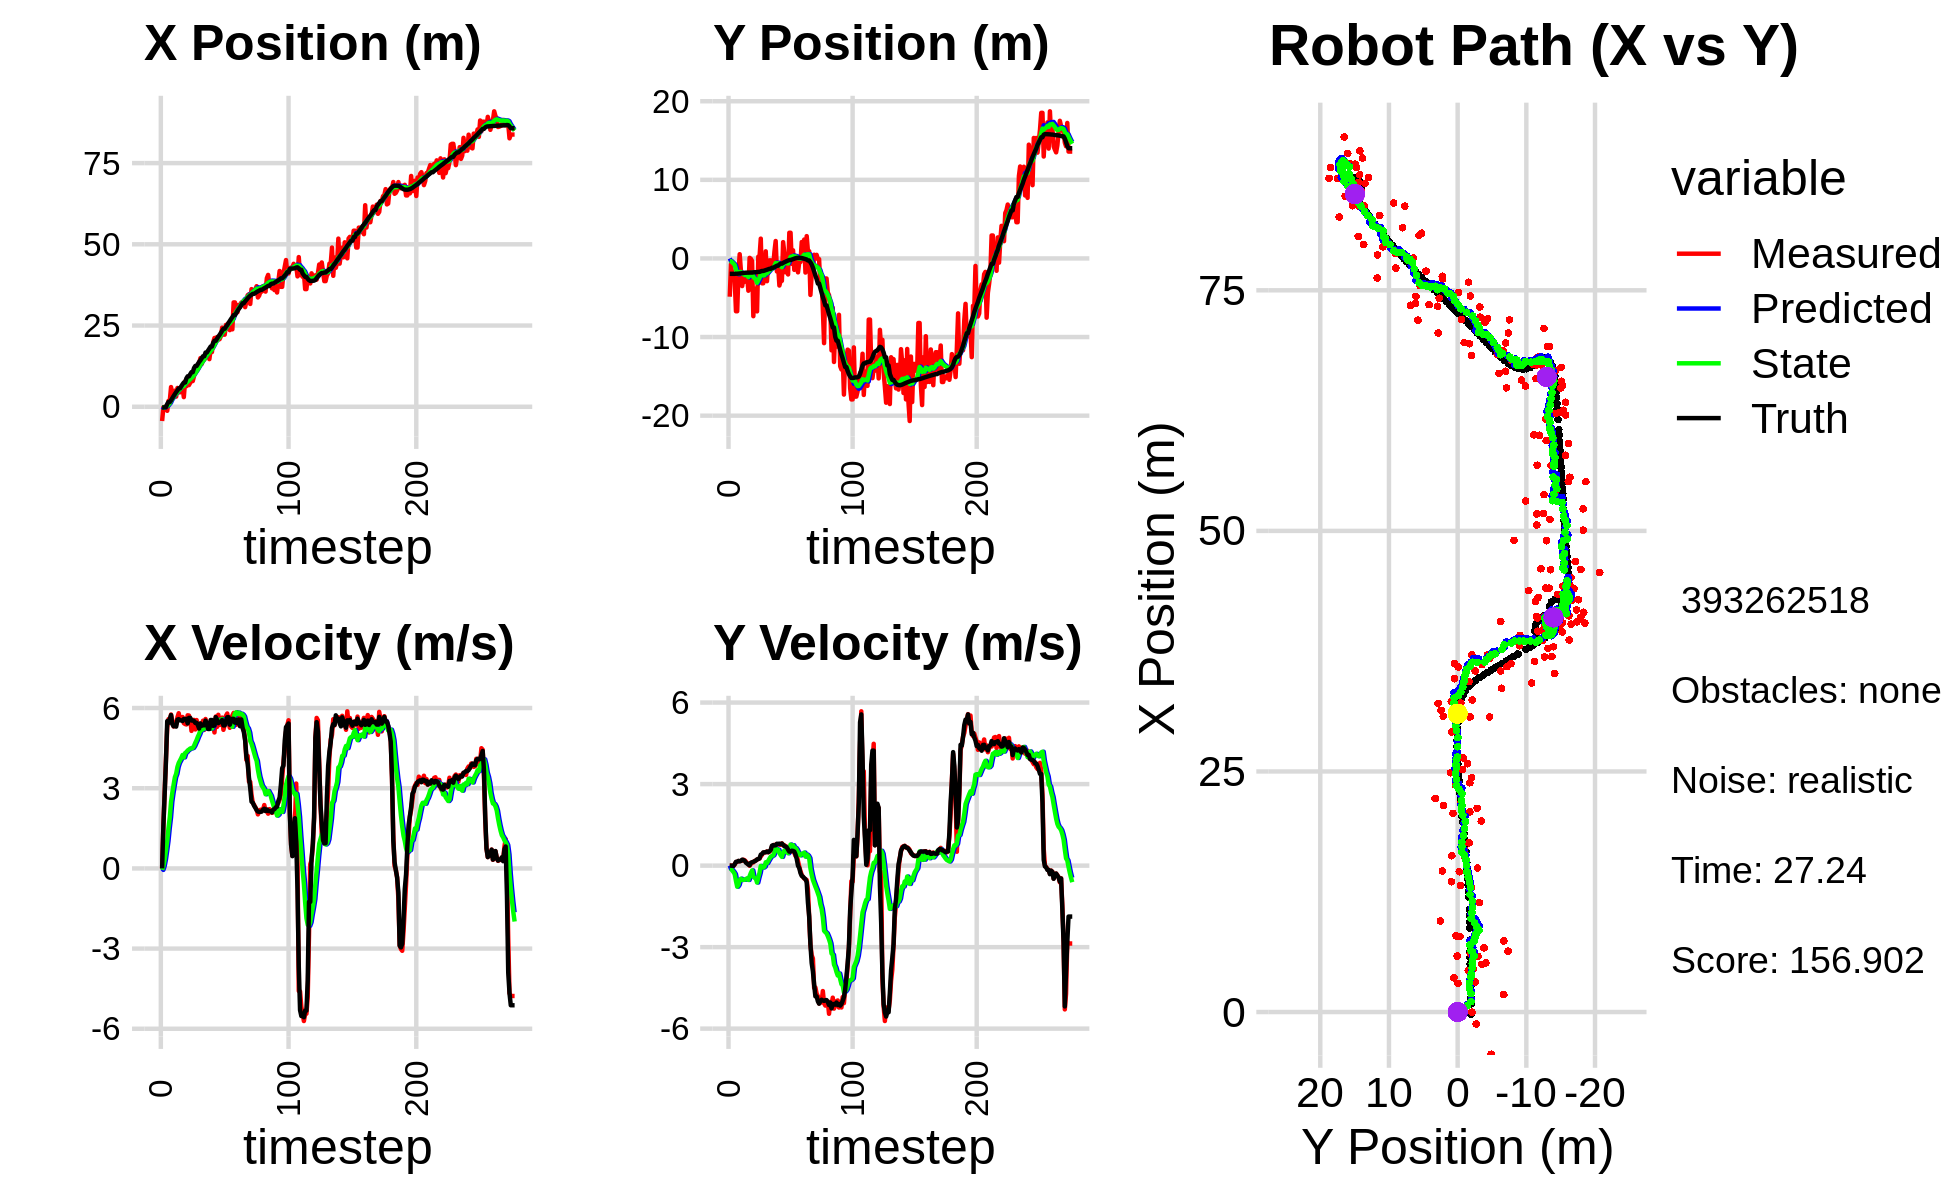 X Position (m)
75
50
25
0
0
100
200
timestep
Y Position (m)
20
10
0
-10
-20
0
100
200
timestep
X Velocity (m/s)
6
3
0
-3
-6
0
100
200
timestep
Y Velocity (m/s)
6
3
0
-3
-6
0
100
200
timestep
Robot Path (X vs Y)
X Position (m)
75
50
25
0
20 10 0 -10 -20
Y Position (m)
variable
Measured
Predicted
State
Truth
393262518
Obstacles: none
Noise: realistic
Time: 27.24
Score: 156.902